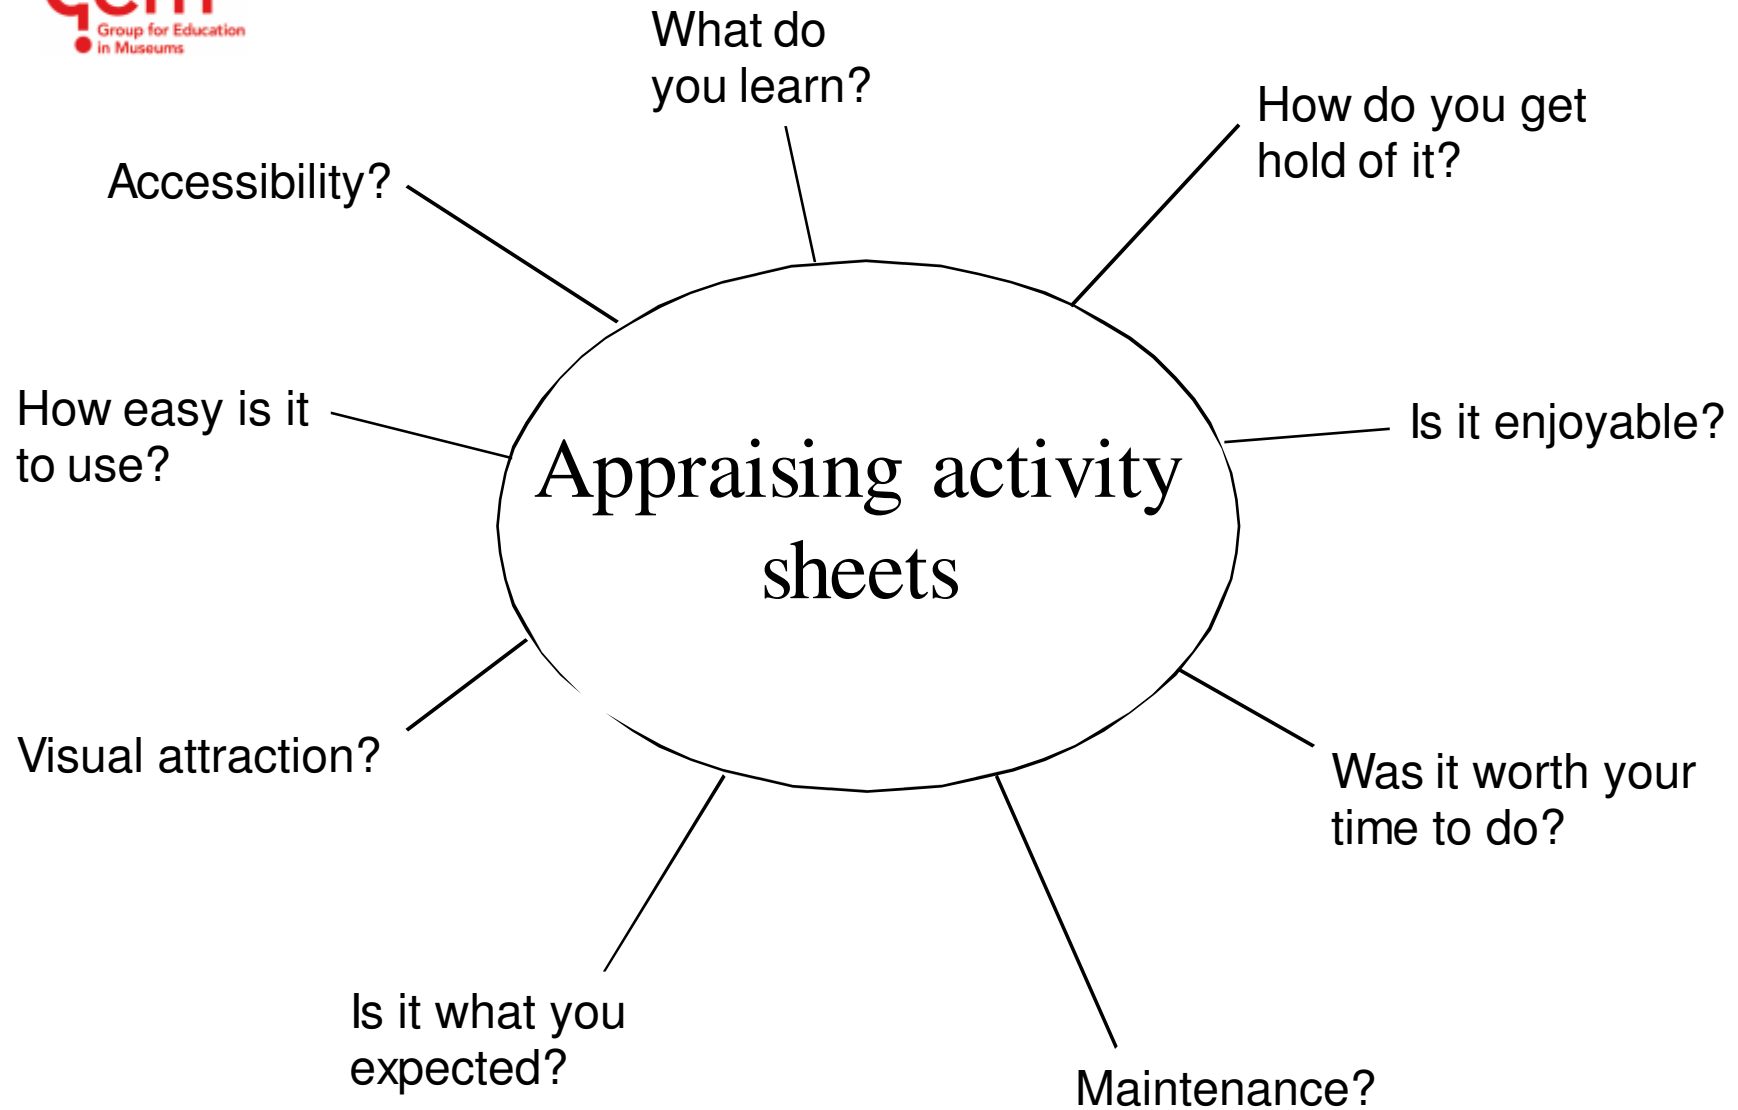 gem
Group for Education
in Museums
What do
you learn?
How do you get
hold of it?
Accessibility?
How easy is it
to use?
Is it enjoyable?
Appraising activity
sheets
Visual attraction?
Was it worth your
time to do?
Is it what you
expected?
Maintenance?